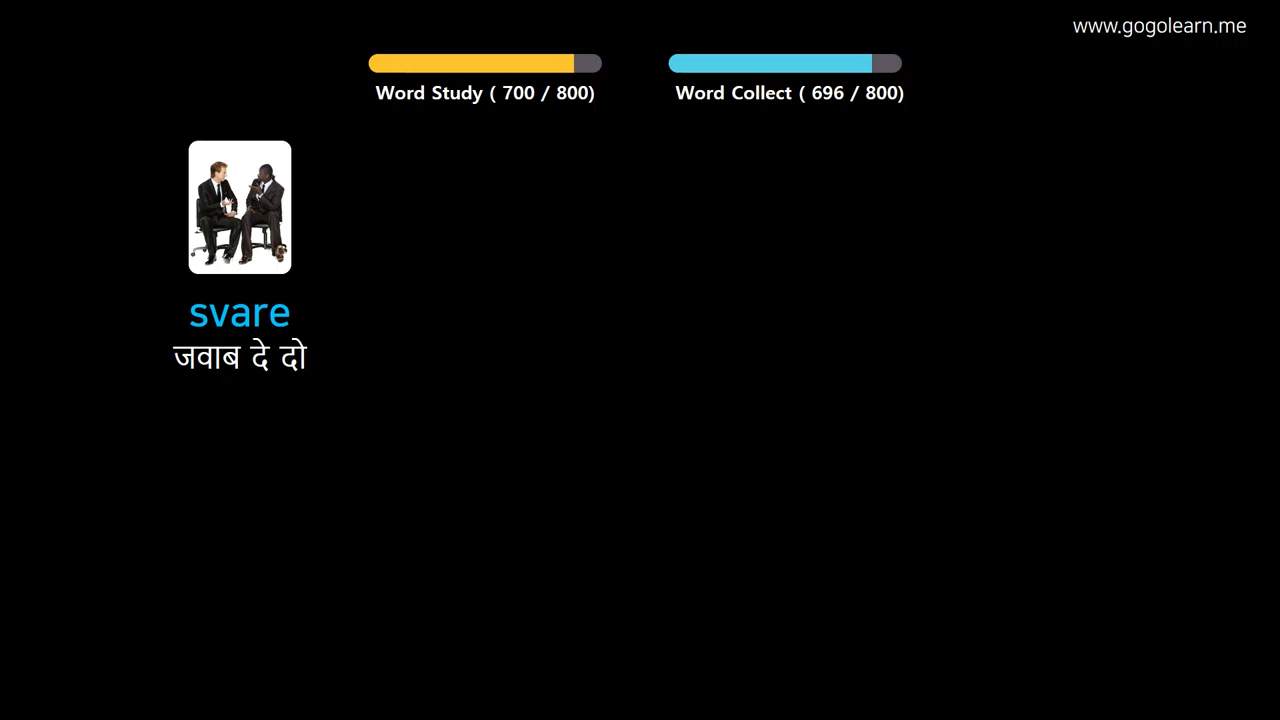 www.gogolearn.me
Word Study ( 700 / 800)
Word Collect ( 696 / 800)
svare
जवाब दे दो